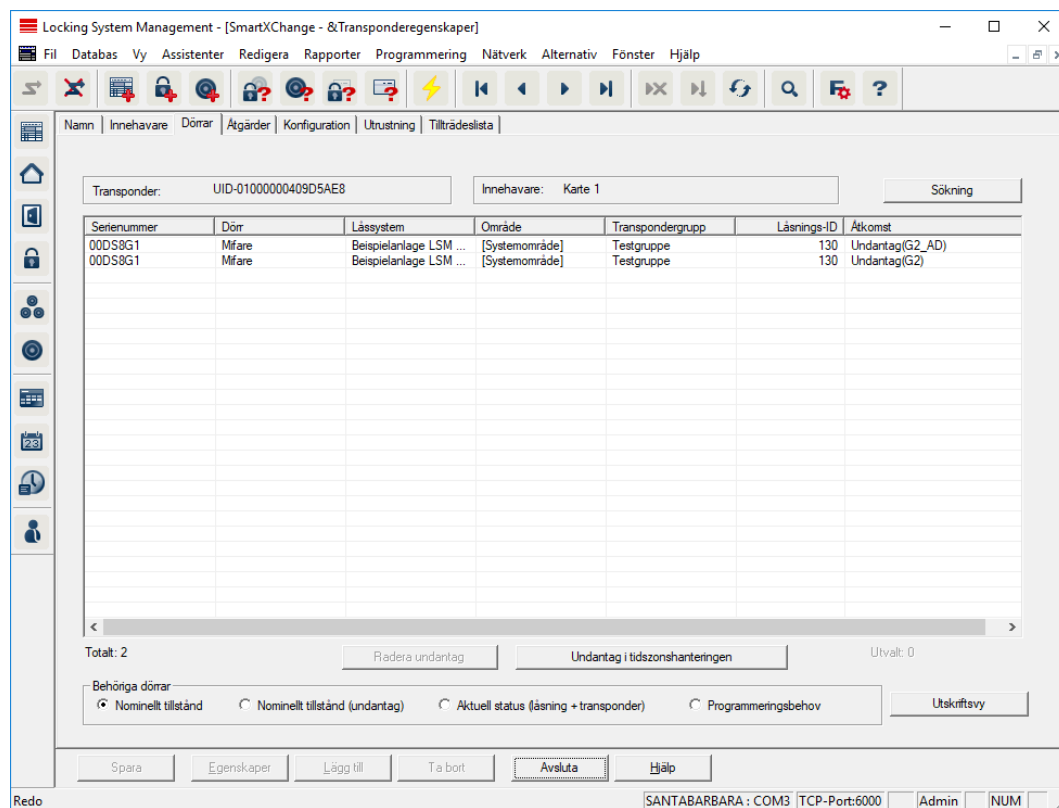 Locking System Management - [SmartXChange - &Transponderegenskaper]
Fil Databas Vy Assistenter Redigera Rapporter Programmering Nätverk Alternativ Fönster Hjälp
Namn Innehavare Dörrar Åtgärder Konfiguration Utrustning Tillträdeslista
Transponder: UID-01000000409D5AE8 Innehavare: Karte 1 Sökning
Serienummer Dörr Låssystem Område Transpondergrupp Låsnings-ID Åtkomst
00DS8G1 Mifare Beispielanlage LSM ... [Systemområde] Testgruppe 130 Undantag(G2_AD)
00DS8G1 Mifare Beispielanlage LSM ... [Systemområde] Testgruppe 130 Undantag(G2)
Totalt: 2 Radera undantag Undantag i tidszonshanteringen Utvalt: 0
Behöriga dörrar
Nominellt tillstånd Nominellt tillstånd (undantag) Aktuell status (låsning + transponder) Programmeringsbehov Utskriftsvy
Spara Egenskaper Lägg till Ta bort Avsluta Hjälp
Redo SANTABARBARA : COM3 TCP-Port:6000 Admin NUM